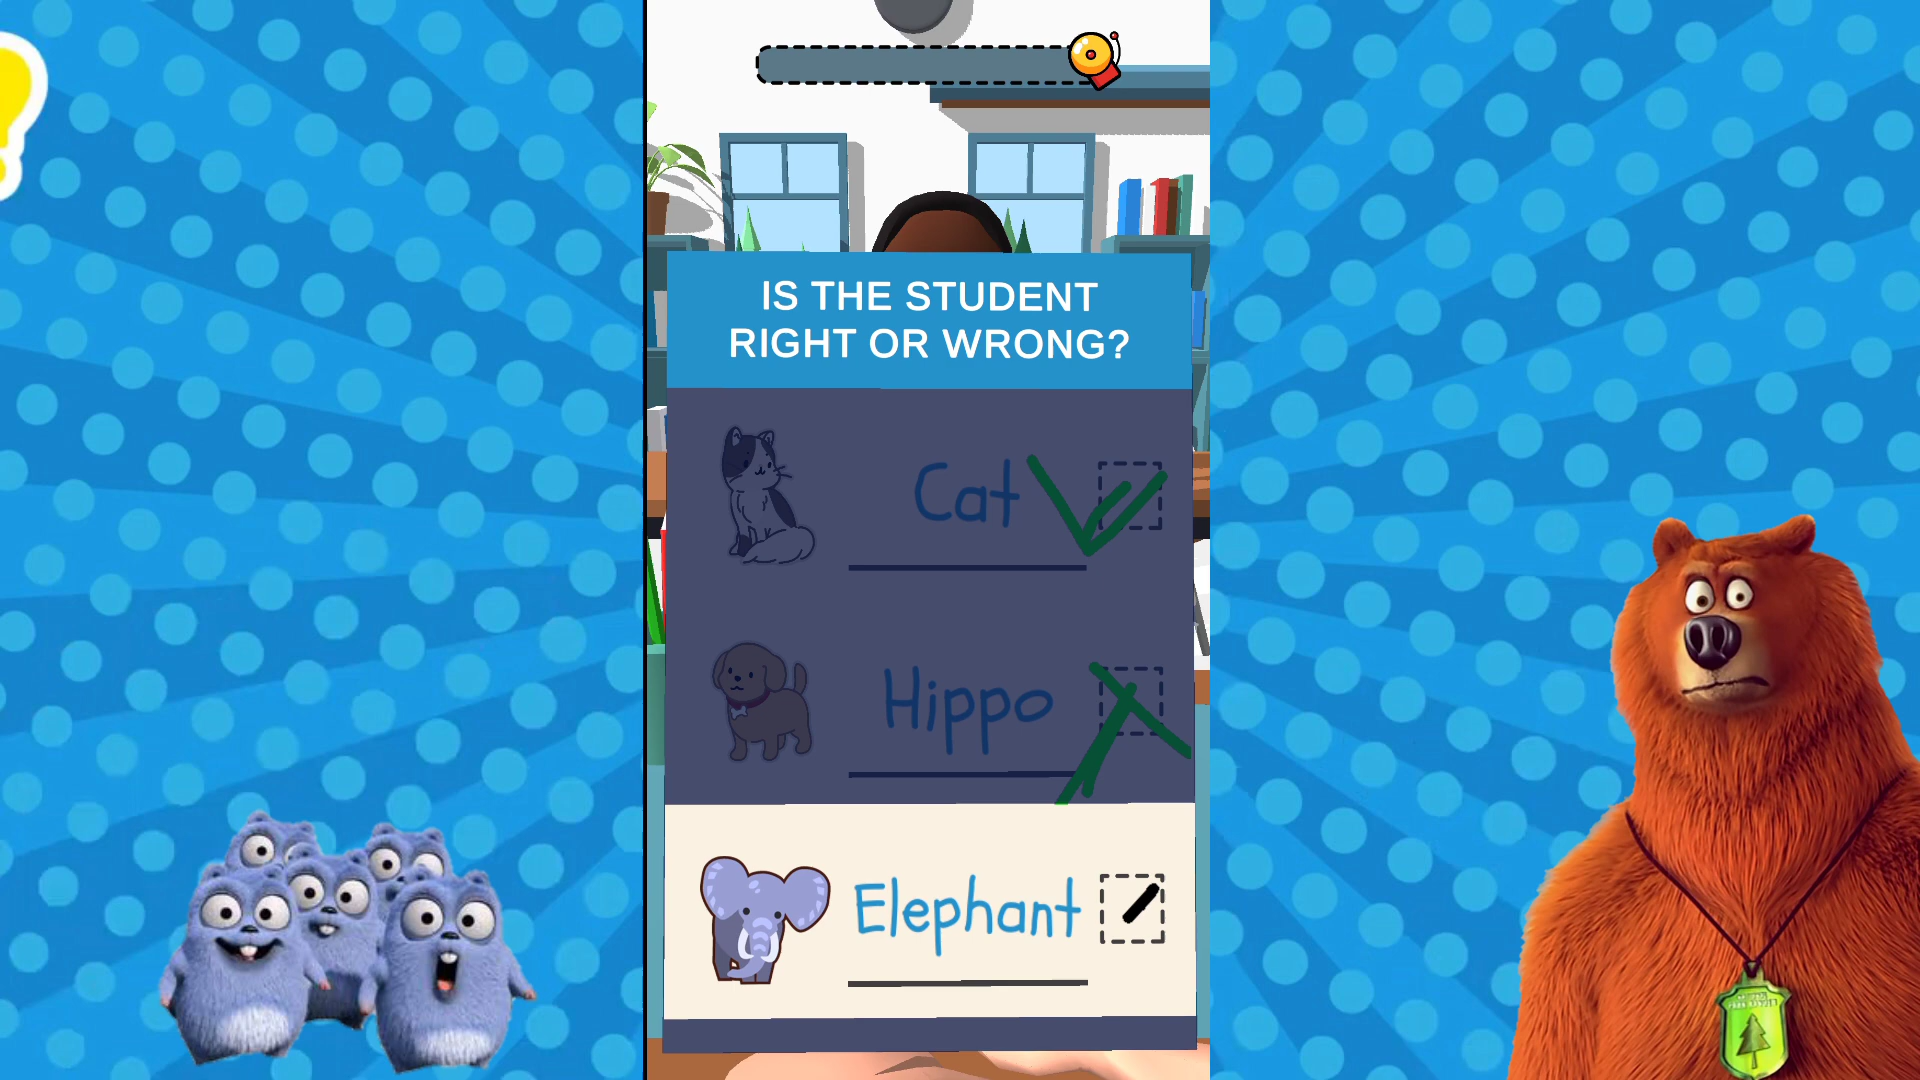 IS THE STUDENT
RIGHT OR WRONG?
Cat
Hippo
Elephant